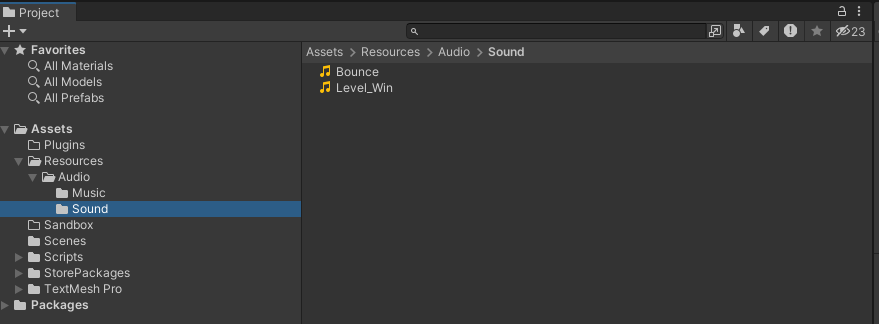 Project
23
Favorites
All Materials
All Models
All Prefabs
Assets
Plugins
Resources
Audio
Music
Sound
Sandbox
Scenes
Scripts
StorePackages
TextMesh Pro
Packages
Assets > Resources > Audio > Sound
Bounce
Level_Win